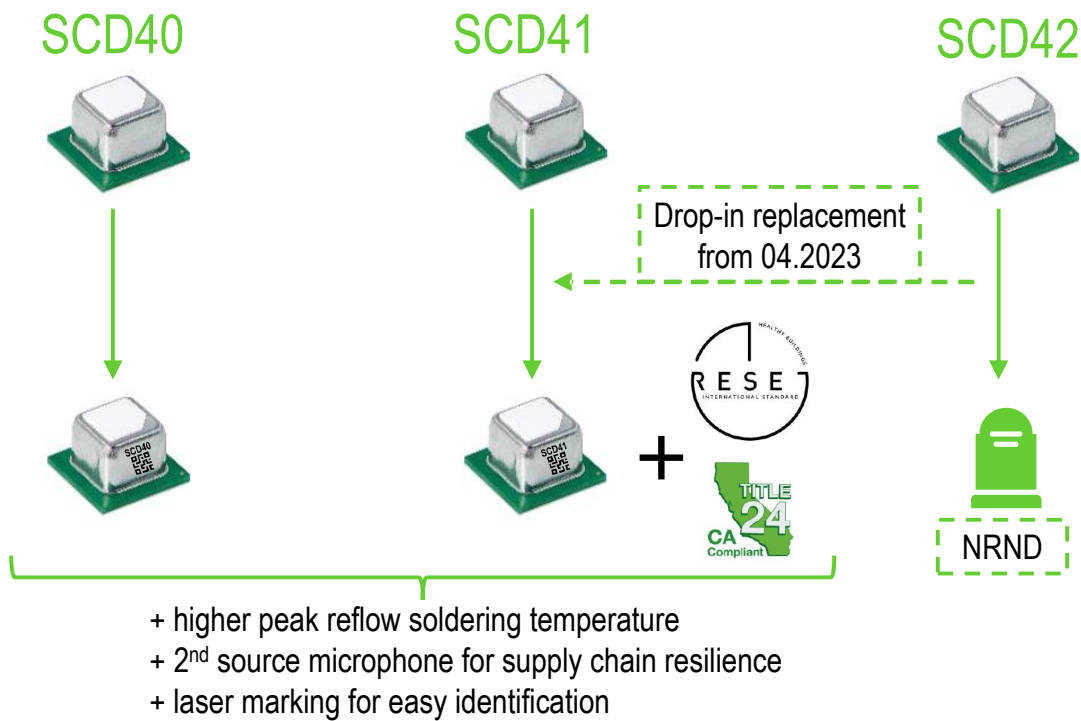 SCD40
SCD41
SCD42
Drop-in replacement
from 04.2023
HEALTHY BUILDINGS
RESET
INTERNATIONAL STANDARD
SCD40
SCD41
+
TITLE
24
CA
Compliant
NRND
+ higher peak reflow soldering temperature
+ 2nd source microphone for supply chain resilience
+ laser marking for easy identification